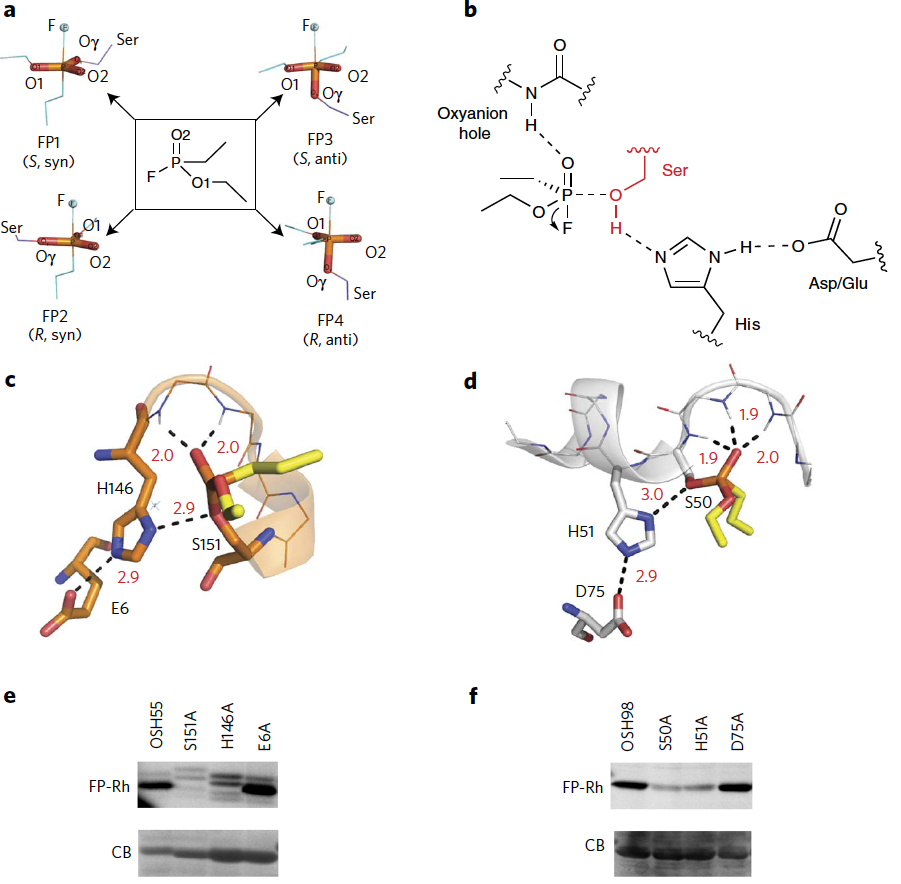 a
F
Oγ
Ser
O1
O2
FP1
(S, syn)
F
O1
O2
Oγ
Ser
FP3
(S, anti)
O2
P
F
O1
F
Ser
O1
Oγ
O2
FP2
(R, syn)
F
O1
O2
Oγ
Ser
FP4
(R, anti)
b
O
N
H
Oxyanion
hole
O
P
O
F
Ser
O
H
N
N
H
O
O
Asp/Glu
His
c
2.0
2.0
H146
2.9
S151
2.9
E6
d
1.9
1.9
2.0
3.0
S50
H51
2.9
D75
e
OSH55
S151A
H146A
E6A
FP-Rh
CB
f
OSH98
S50A
H51A
D75A
FP-Rh
CB